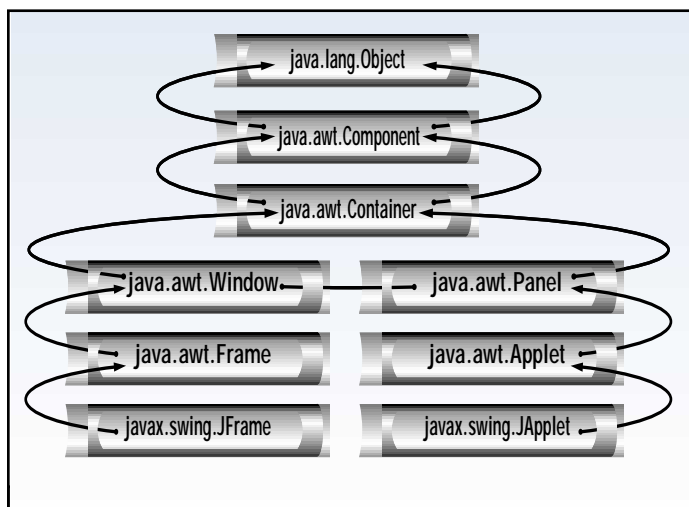 java.lang.Object
java.awt.Component
java.awt.Container
java.awt.Window
java.awt.Panel
java.awt.Frame
java.awt.Applet
javax.swing.JFrame
javax.swing.JApplet